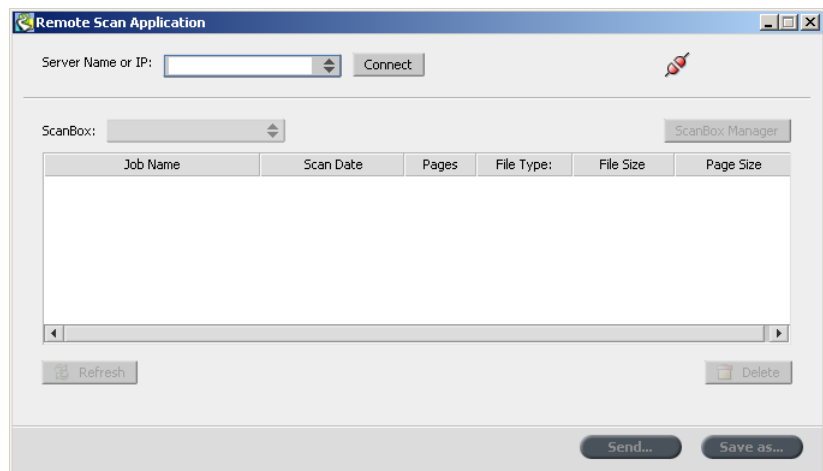 Remote Scan Application
Server Name or IP: Connect
ScanBox: ScanBox Manager
Job Name Scan Date Pages File Type: File Size Page Size
Refresh Delete
Send... Save as...